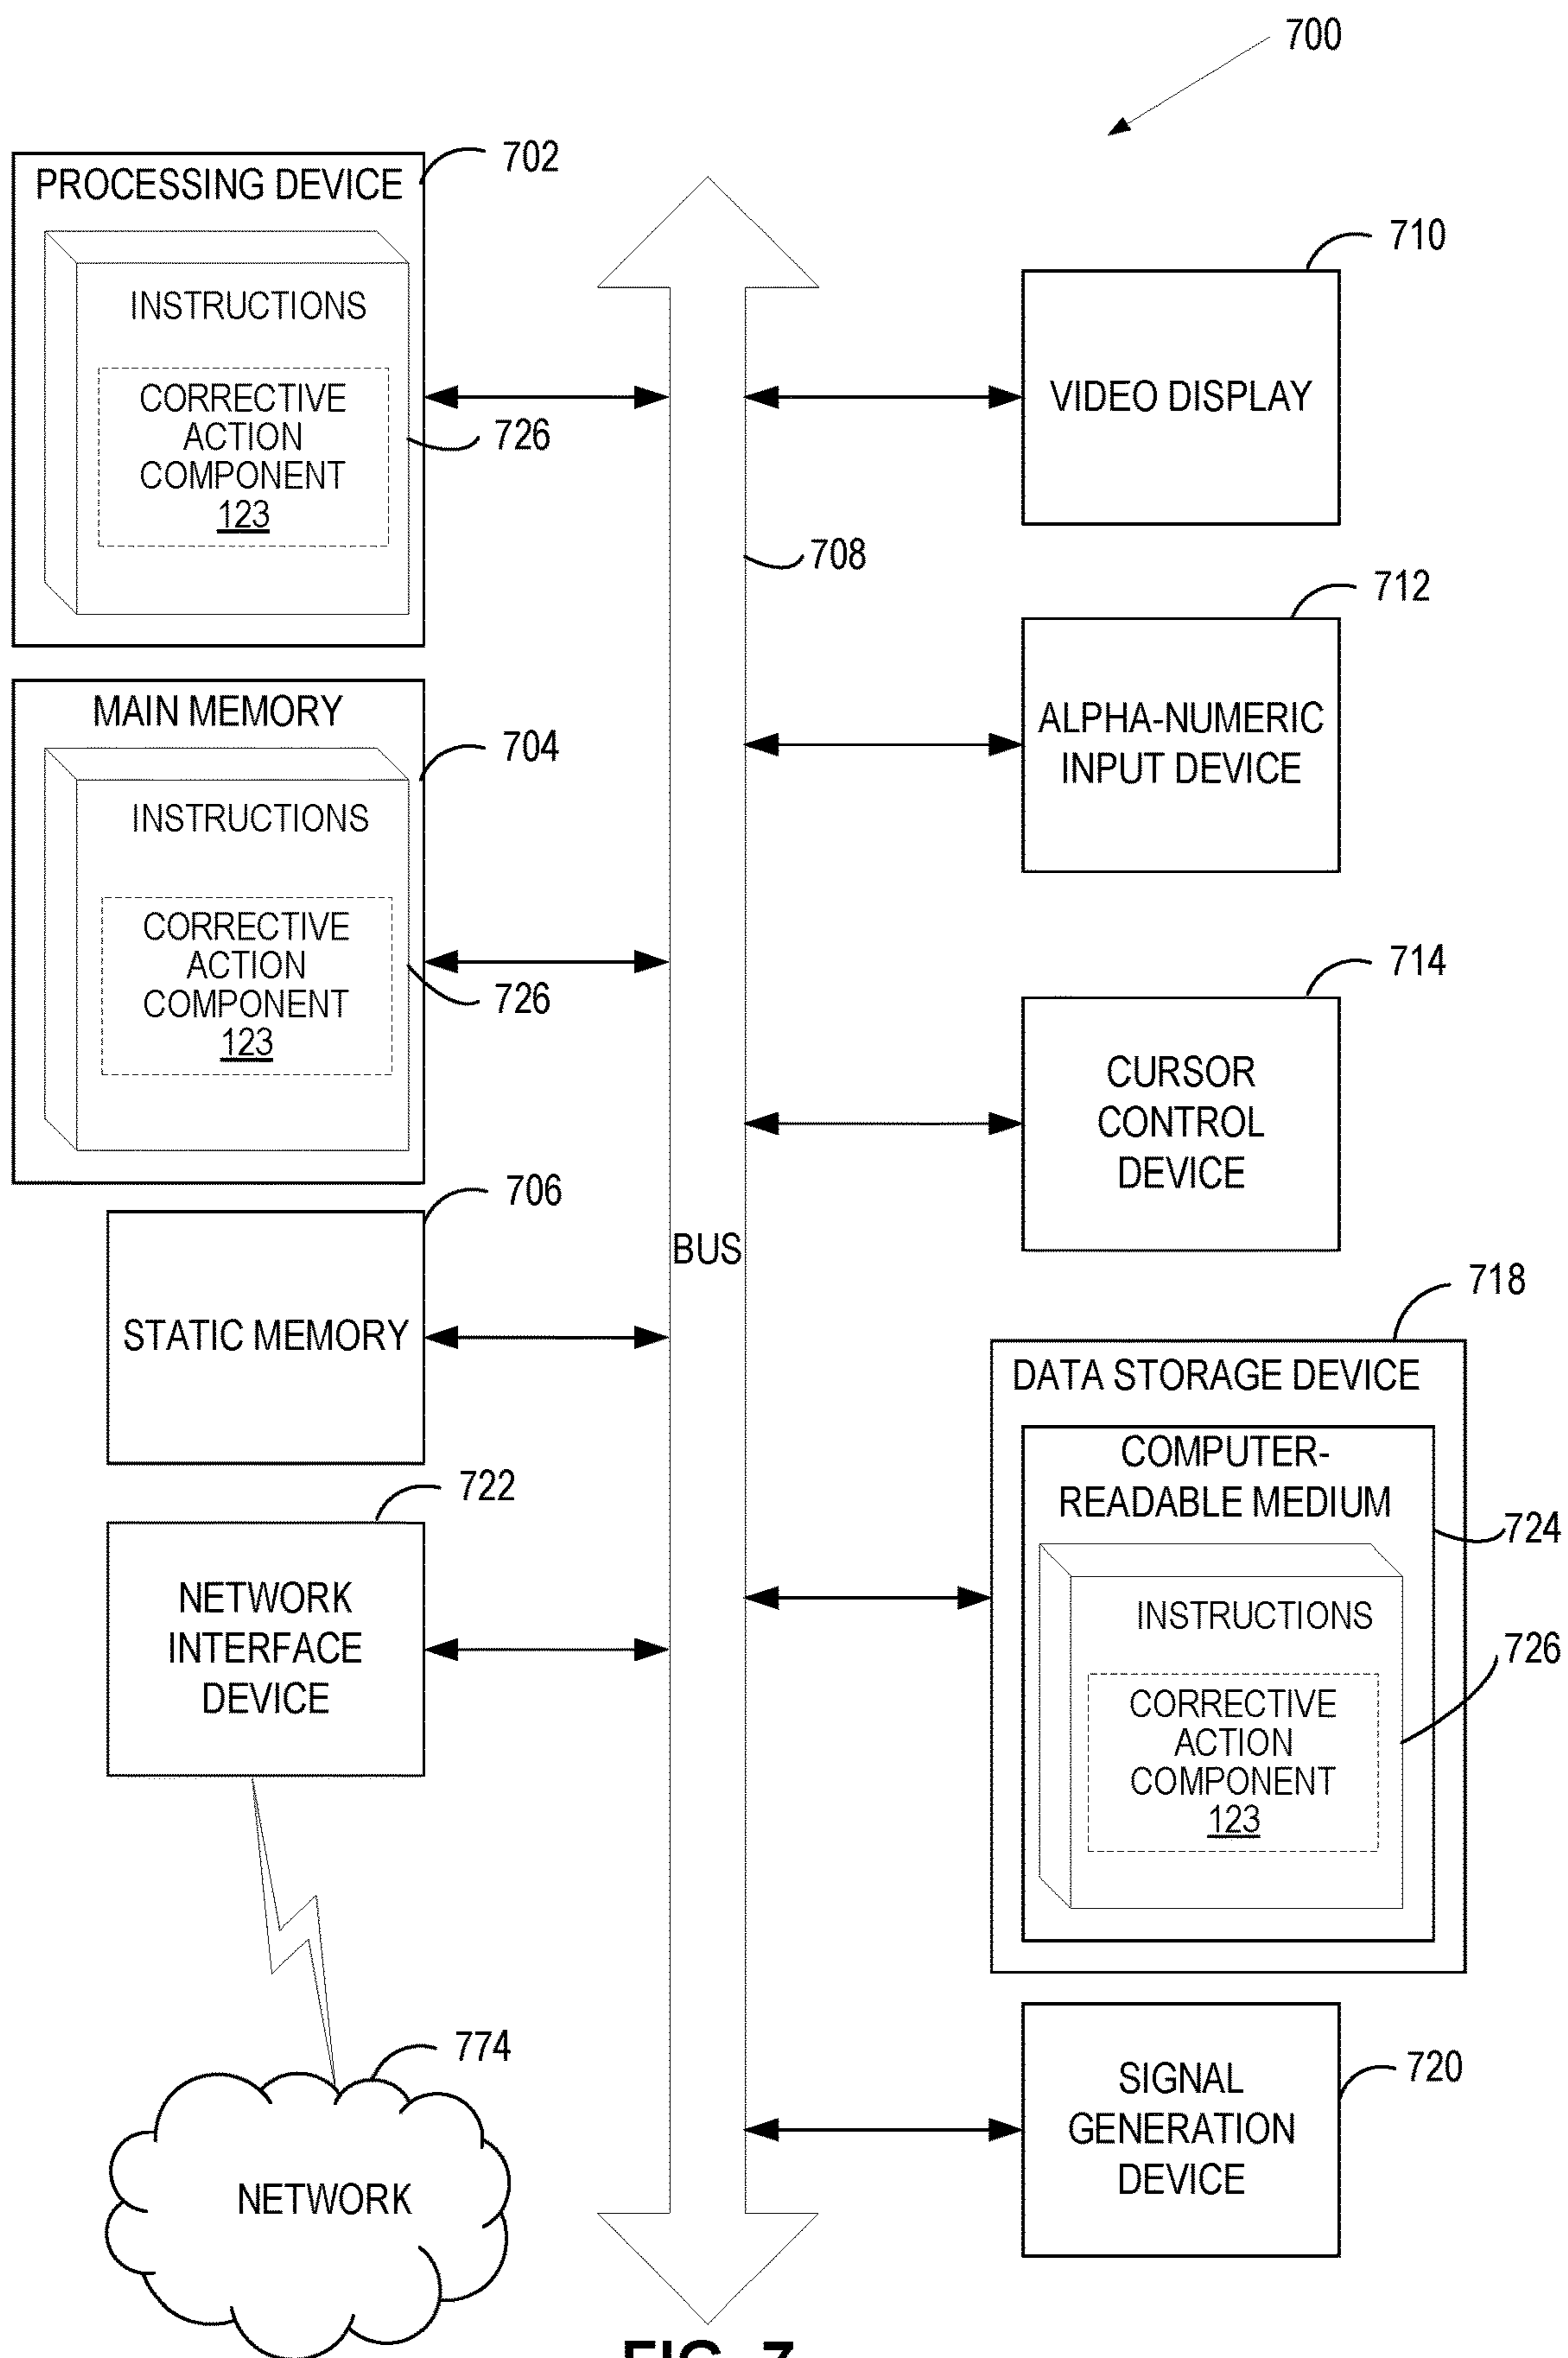 700
702
PROCESSING DEVICE
INSTRUCTIONS
CORRECTIVE
ACTION
COMPONENT
123
726
MAIN MEMORY
704
INSTRUCTIONS
CORRECTIVE
ACTION
COMPONENT
123
726
706
STATIC MEMORY
722
NETWORK
INTERFACE
DEVICE
774
NETWORK
708
BUS
710
VIDEO DISPLAY
712
ALPHA-NUMERIC
INPUT DEVICE
714
CURSOR
CONTROL
DEVICE
718
DATA STORAGE DEVICE
COMPUTER-
READABLE MEDIUM
724
INSTRUCTIONS
726
CORRECTIVE
ACTION
COMPONENT
123
720
SIGNAL
GENERATION
DEVICE
FIG. 7